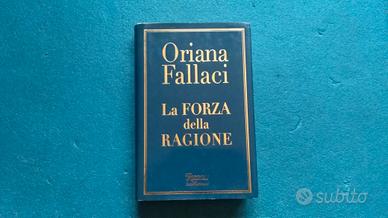 Oriana
Fallaci
La FORZA
della
RAGIONE
subito